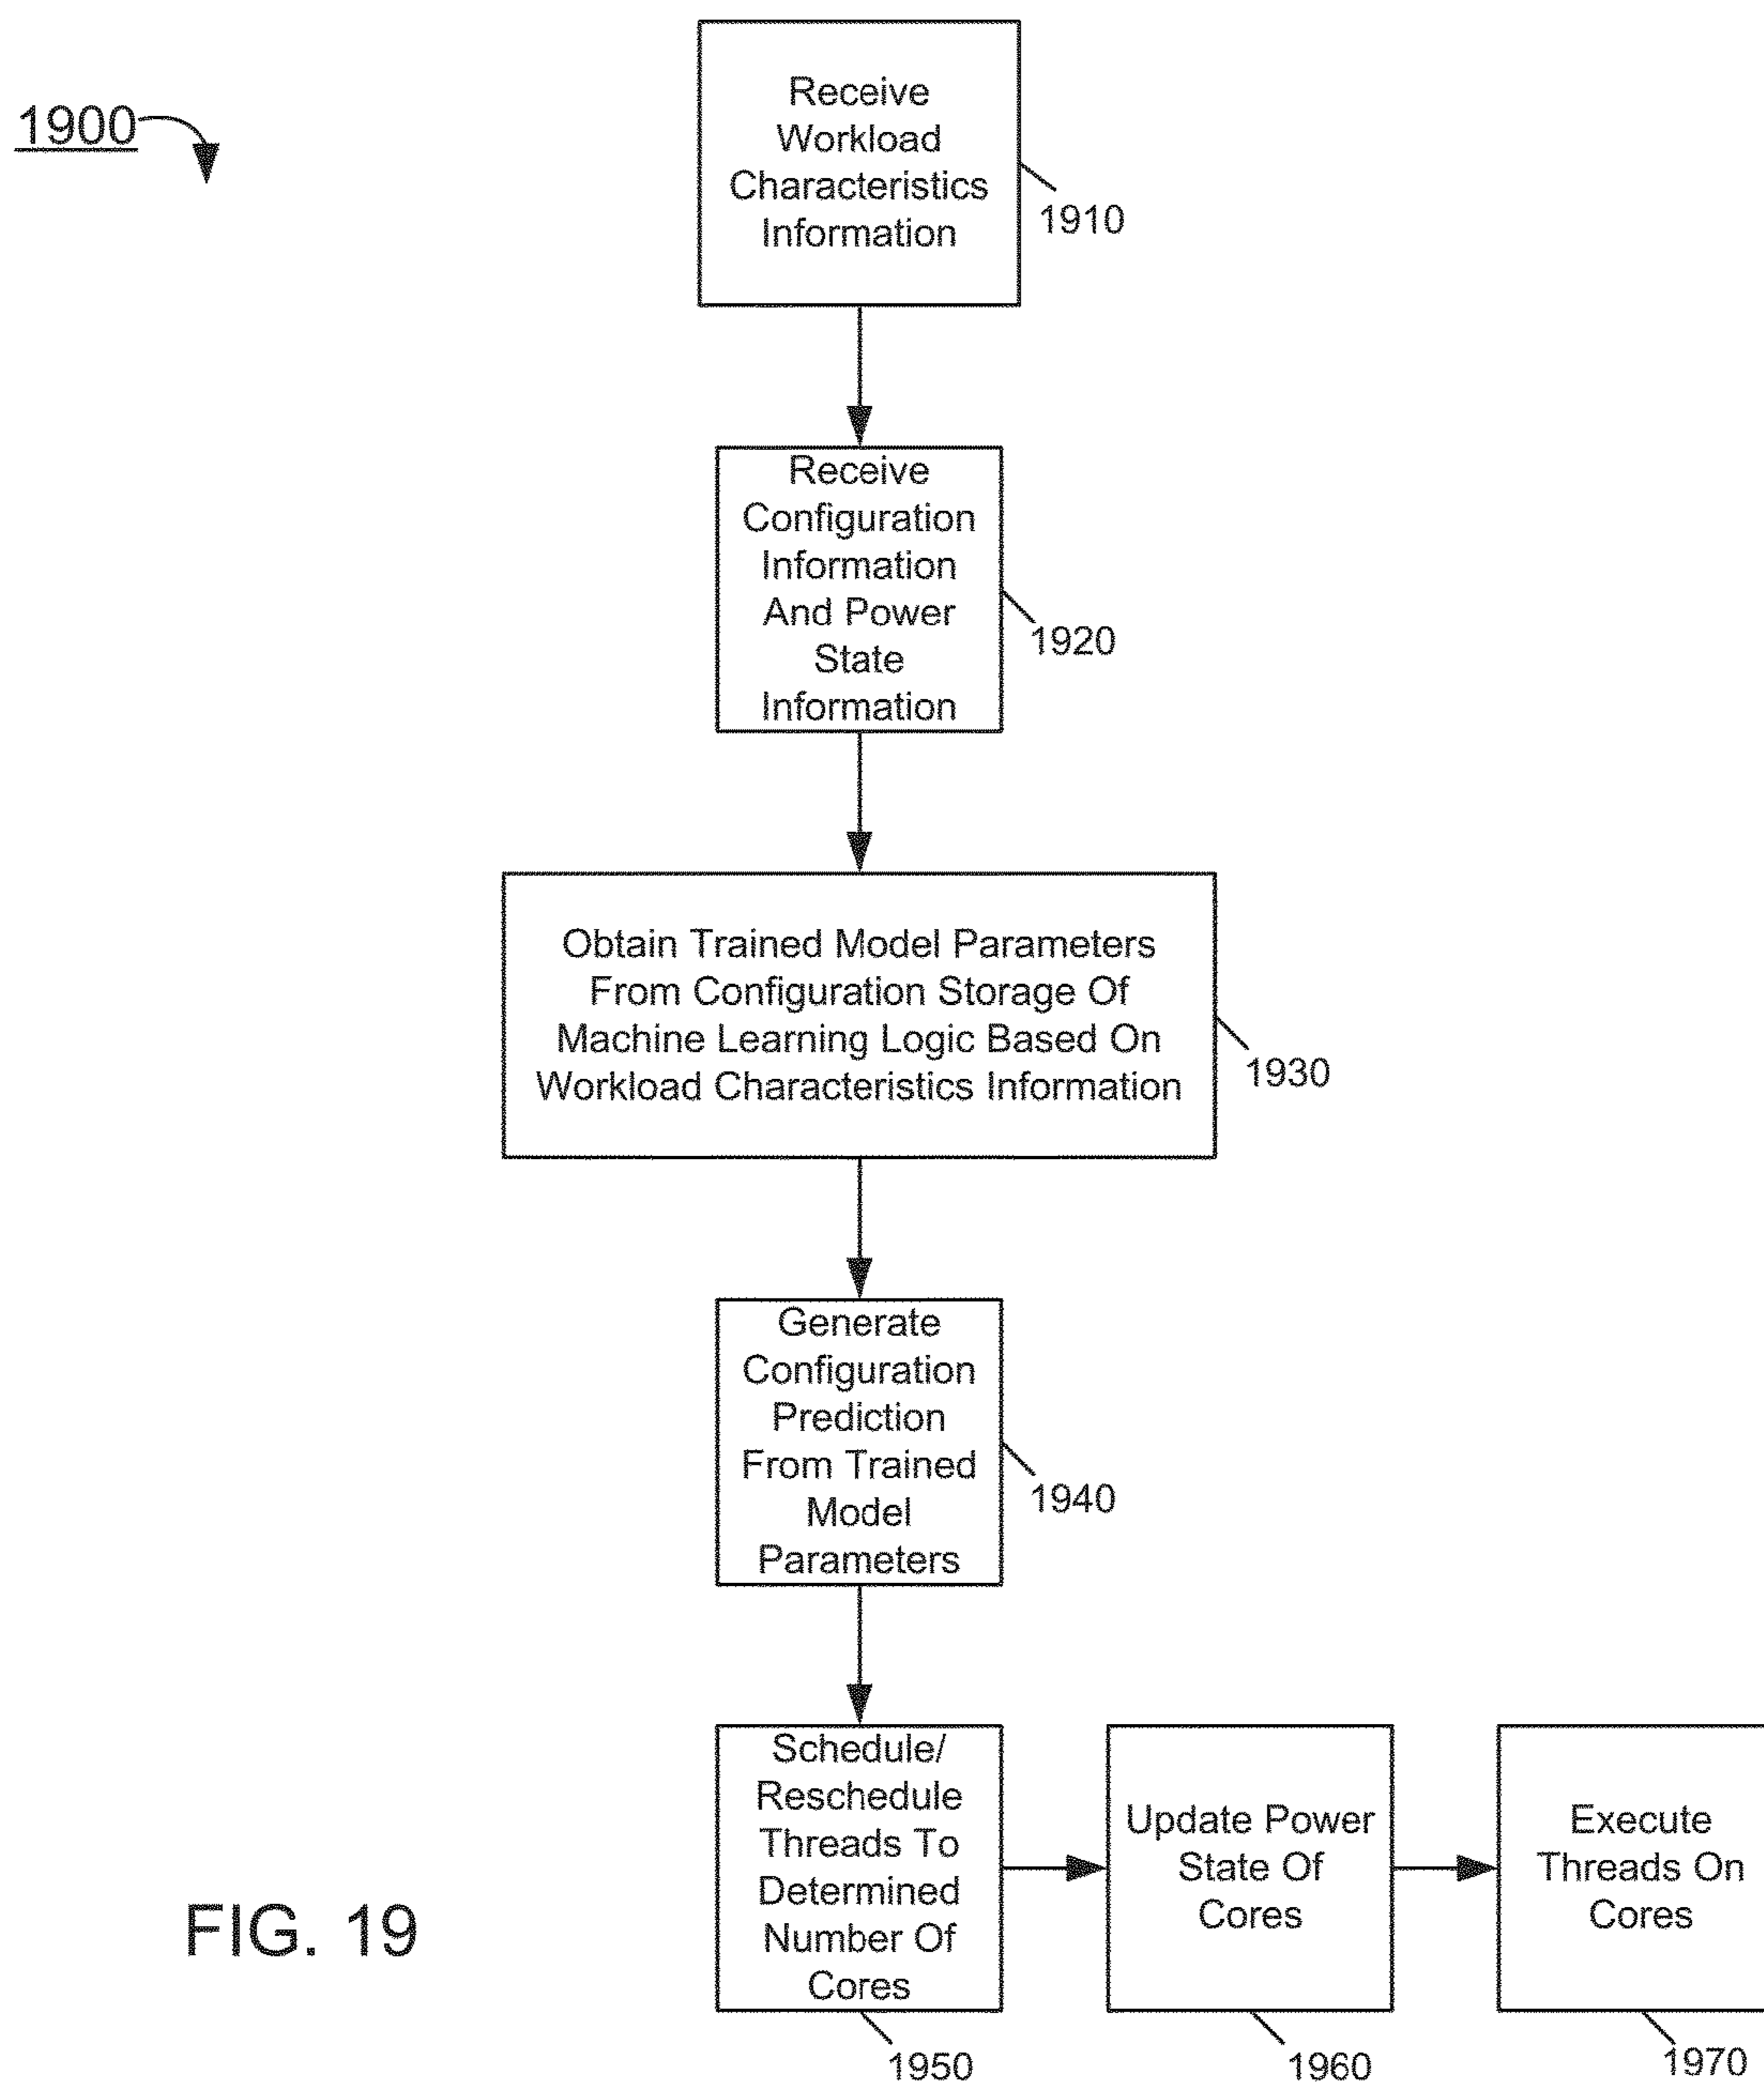 1900
Receive
Workload
Characteristics
Information
1910
Receive
Configuration
Information
And Power
State
Information
1920
Obtain Trained Model Parameters
From Configuration Storage Of
Machine Learning Logic Based On
Workload Characteristics Information
1930
Generate
Configuration
Prediction
From Trained
Model
Parameters
1940
Schedule/
Reschedule
Threads To
Determined
Number Of
Cores
1950
Update Power
State Of
Cores
1960
Execute
Threads On
Cores
1970
FIG. 19